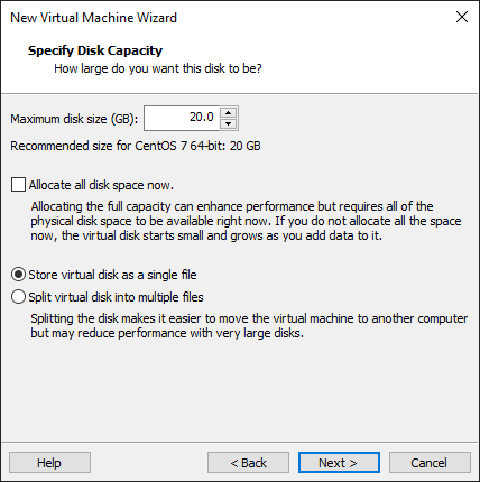 New Virtual Machine Wizard
Specify Disk Capacity
How large do you want this disk to be?
Maximum disk size (GB): 20.0
Recommended size for CentOS 7 64-bit: 20 GB
Allocate all disk space now.
Allocating the full capacity can enhance performance but requires all of the
physical disk space to be available right now. If you do not allocate all the space
now, the virtual disk starts small and grows as you add data to it.
Store virtual disk as a single file
Split virtual disk into multiple files
Splitting the disk makes it easier to move the virtual machine to another computer
but may reduce performance with very large disks.
Help < Back Next > Cancel